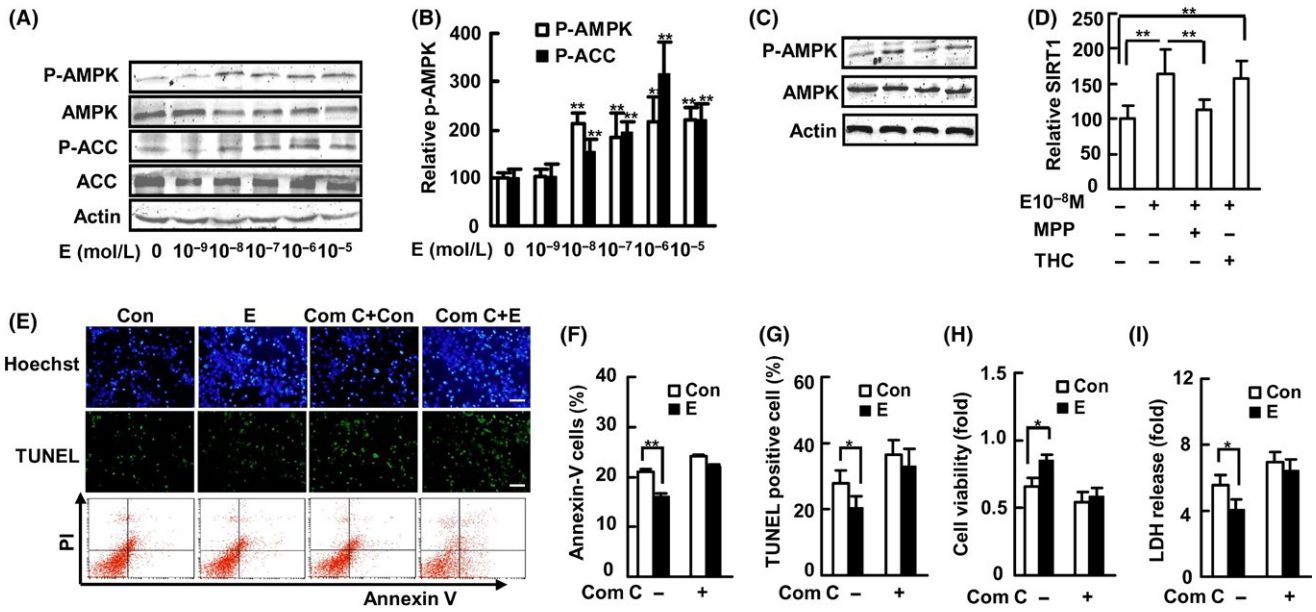 (A)
P-AMPK
AMPK
P-ACC
ACC
Actin
E (mol/L) 0 10⁻⁹ 10⁻⁸ 10⁻⁷ 10⁻⁶ 10⁻⁵
(B)
Relative p-AMPK
400
300
200
100
0
P-AMPK
P-ACC
** ** ** ** ** ** ** **
E (mol/L) 0 10⁻⁹ 10⁻⁸ 10⁻⁷ 10⁻⁶ 10⁻⁵
(C)
P-AMPK
AMPK
Actin
(D)
Relative SIRT1
250
200
150
100
50
0
**
** **
E10⁻⁸M – + + +
MPP – – + –
THC – – – +
(E)
Con E Com C+Con Com C+E
Hoechst
TUNEL
PI
Annexin V
(F)
Annexin-V cells (%)
40
30
20
10
0
Con
E
**
Com C – +
(G)
TUNEL positive cell (%)
60
40
20
0
Con
E
*
Com C – +
(H)
Cell viability (fold)
1.5
1.0
0.5
0
Con
E
*
Com C – +
(I)
LDH release (fold)
12
8
4
0
Con
E
*
Com C – +